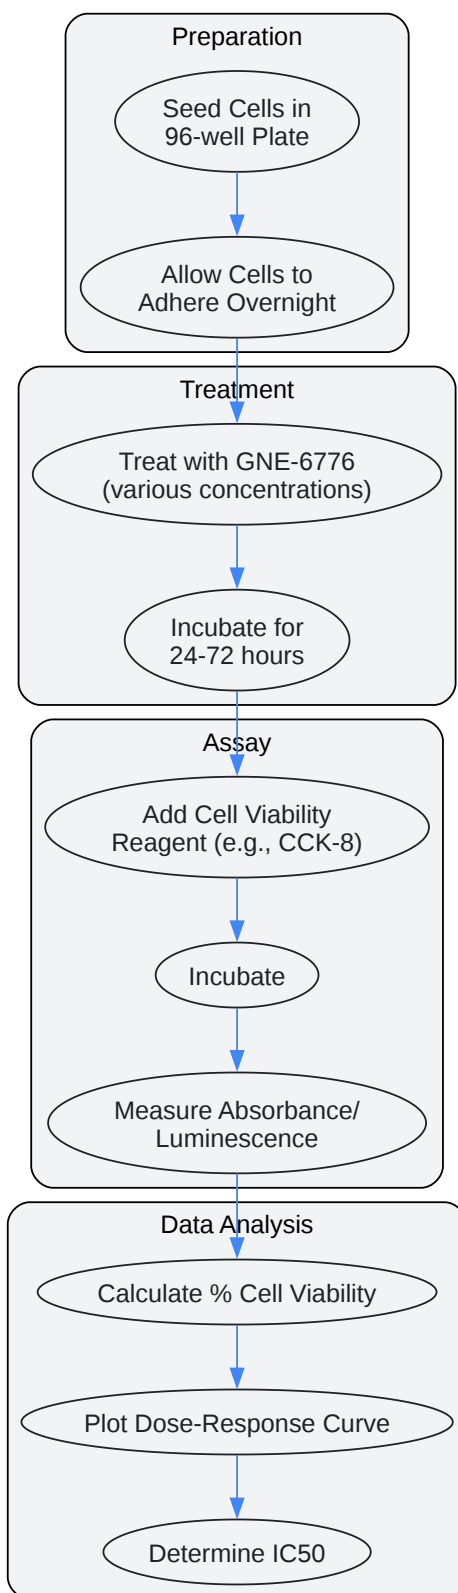 Preparation
Seed Cells in
96-well Plate
Allow Cells to
Adhere Overnight
Treatment
Treat with GNE-6776
(various concentrations)
Incubate for
24-72 hours
Assay
Add Cell Viability
Reagent (e.g., CCK-8)
Incubate
Measure Absorbance/
Luminescence
Data Analysis
Calculate % Cell Viability
Plot Dose-Response Curve
Determine IC50